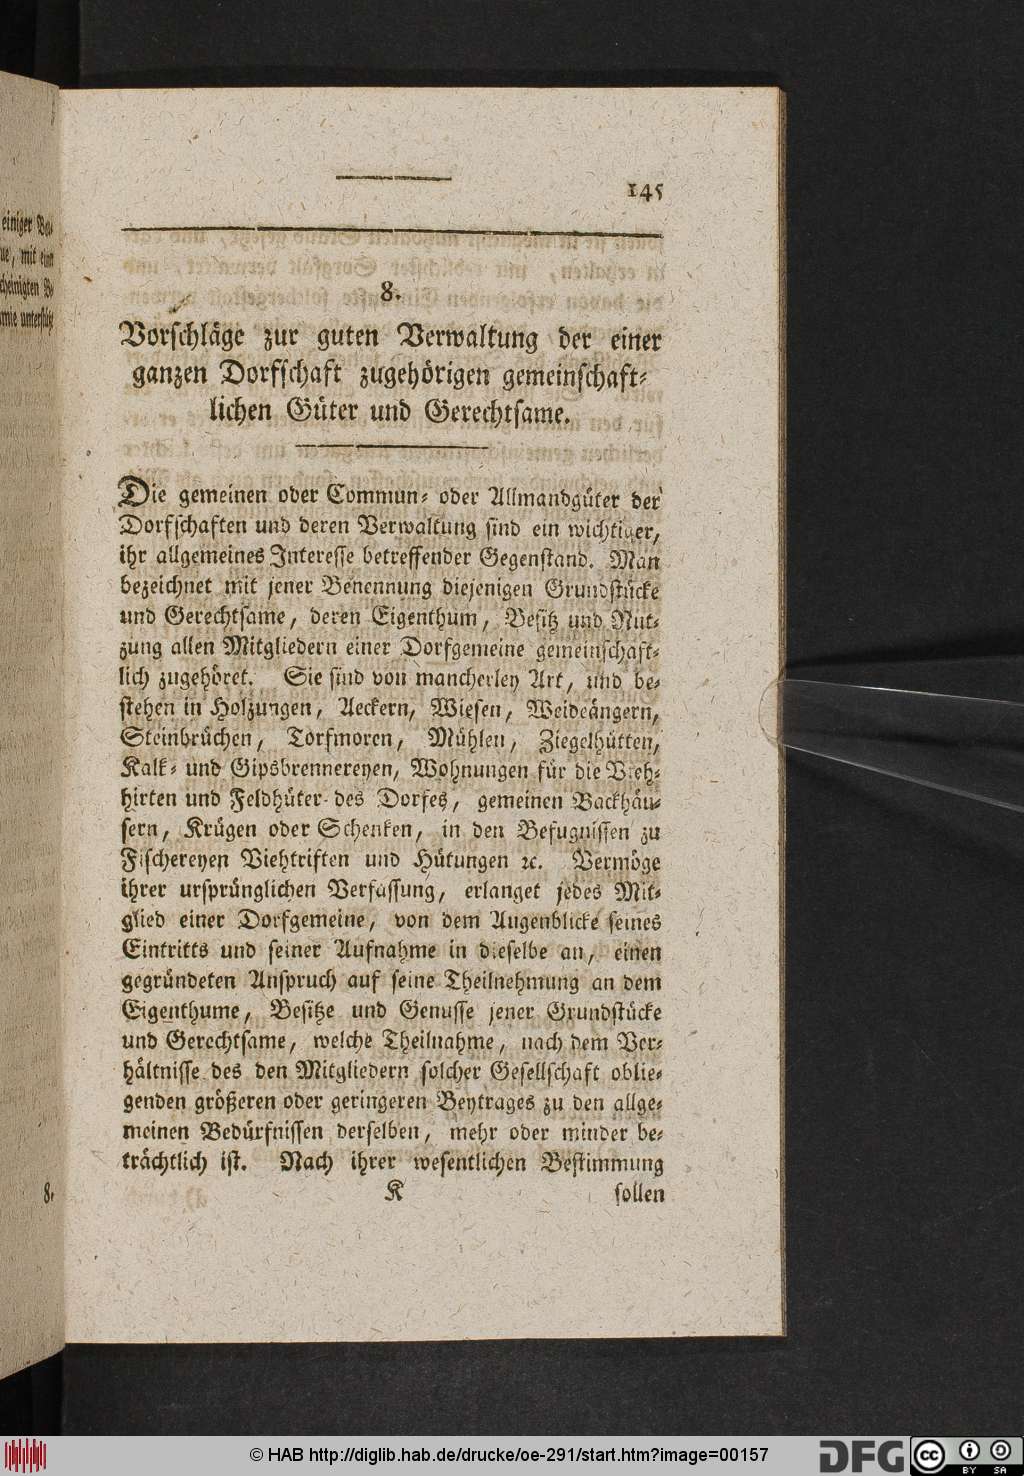 einiger
mit
8.
145
8.
Vorschläge zur guten Verwaltung der einer
ganzen Dorfschaft zugehörigen gemeinschaft-
lichen Güter und Gerechtsame.
Die gemeinen oder Commun- oder Allmandgüter der
Dorfschaften und deren Verwaltung sind ein wichtiger,
ihr allgemeines Interesse betreffender Gegenstand. Man
bezeichnet mit jener Benennung diejenigen Grundstücke
und Gerechtsame, deren Eigenthum, Besitz und Nut-
zung allen Mitgliedern einer Dorfgemeine gemeinschaft-
lich zugehöret. Sie sind von mancherley Art, und be-
stehen in Holzungen, Aeckern, Wiesen, Weideängern,
Steinbrüchen, Torfmoren, Mühlen, Ziegelhütten,
Kalk- und Gipsbrennereyen, Wohnungen für die Vieh-
hirten und Feldhüter des Dorfes, gemeinen Backhäu-
sern, Krügen oder Schenken, in den Befugnissen zu
Fischereyen Viehtriften und Hütungen ꝛc. Vermöge
ihrer ursprünglichen Verfassung, erlanget jedes Mit-
glied einer Dorfgemeine, von dem Augenblicke seines
Eintritts und seiner Aufnahme in dieselbe an, einen
gegründeten Anspruch auf seine Theilnehmung an dem
Eigenthume, Besitze und Genusse jener Grundstücke
und Gerechtsame, welche Theilnahme, nach dem Ver-
hältnisse des den Mitgliedern solcher Gesellschaft oblie-
genden größeren oder geringeren Beytrages zu den allge-
meinen Bedürfnissen derselben, mehr oder minder be-
trächtlich ist. Nach ihrer wesentlichen Bestimmung
K sollen
© HAB http://diglib.hab.de/drucke/oe-291/start.htm?image=00157
DFG cc BY SA